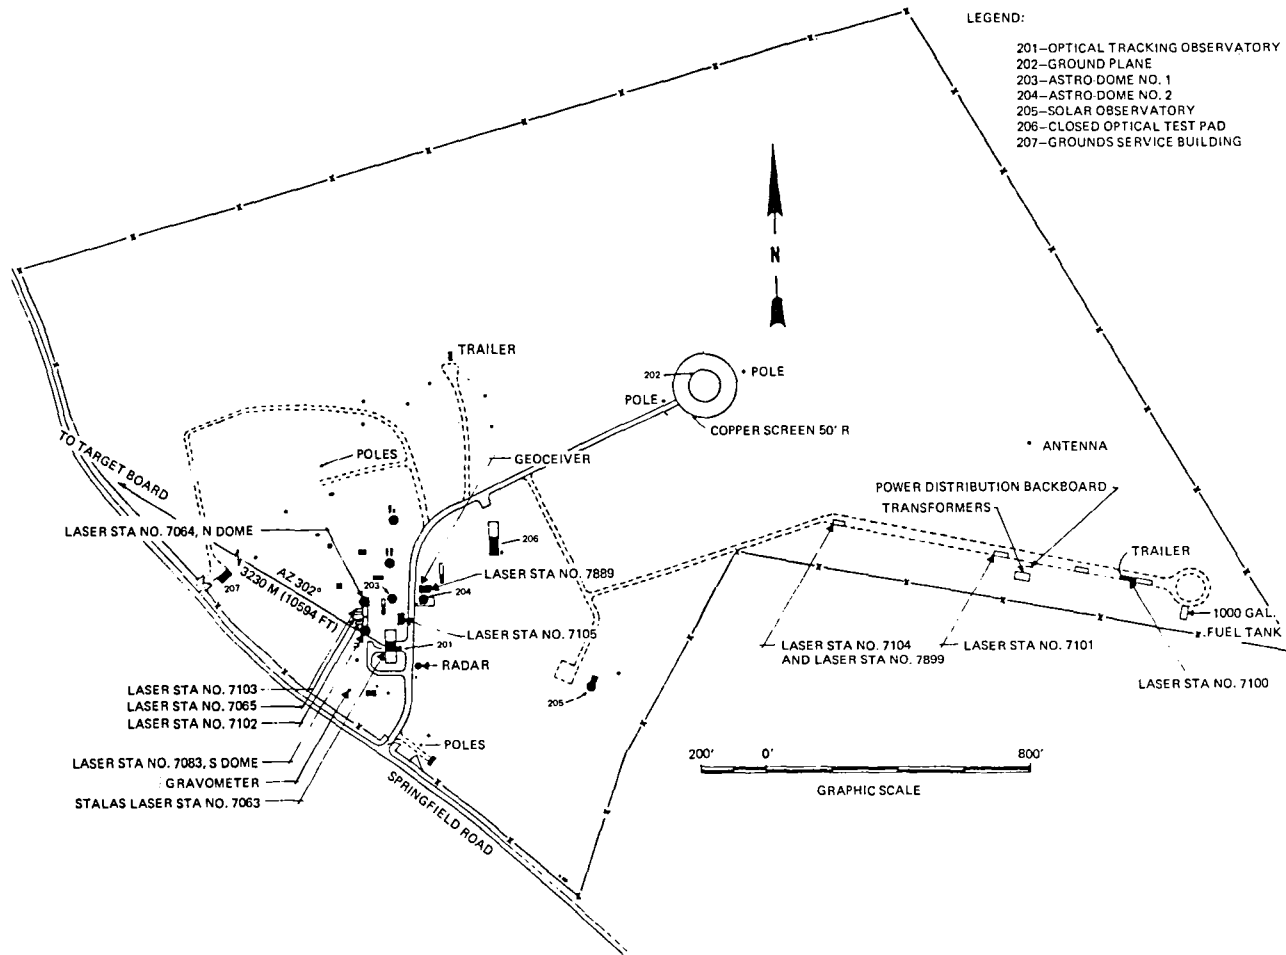 LEGEND:
201–OPTICAL TRACKING OBSERVATORY
202–GROUND PLANE
203–ASTRO-DOME NO. 1
204–ASTRO-DOME NO. 2
205–SOLAR OBSERVATORY
206–CLOSED OPTICAL TEST PAD
207–GROUNDS SERVICE BUILDING
N
TRAILER
202
POLE
POLE
COPPER SCREEN 50' R
TO TARGET BOARD
POLES
GEOCEIVER
ANTENNA
POWER DISTRIBUTION BACKBOARD
TRANSFORMERS
LASER STA NO. 7064, N DOME
206
TRAILER
AZ 302°
3230 M (10594 FT)
207
203
LASER STA NO. 7889
204
1000 GAL.
FUEL TANK
LASER STA NO. 7105
201
LASER STA NO. 7104
AND LASER STA NO. 7899
LASER STA NO. 7101
RADAR
LASER STA NO. 7100
LASER STA NO. 7103
LASER STA NO. 7065
LASER STA NO. 7102
205
POLES
LASER STA NO. 7083, S DOME
GRAVOMETER
STALAS LASER STA NO. 7063
SPRINGFIELD ROAD
200' 0' 800'
GRAPHIC SCALE